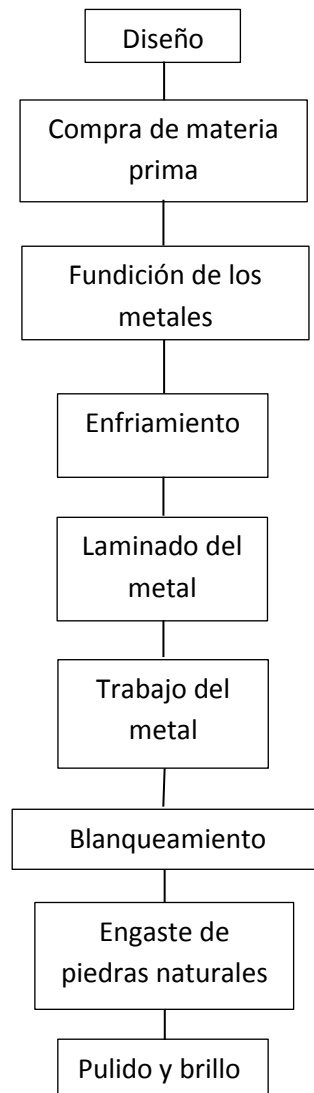 Diseño
Compra de materia
prima
Fundición de los
metales
Enfriamiento
Laminado del
metal
Trabajo del
metal
Blanqueamiento
Engaste de
piedras naturales
Pulido y brillo